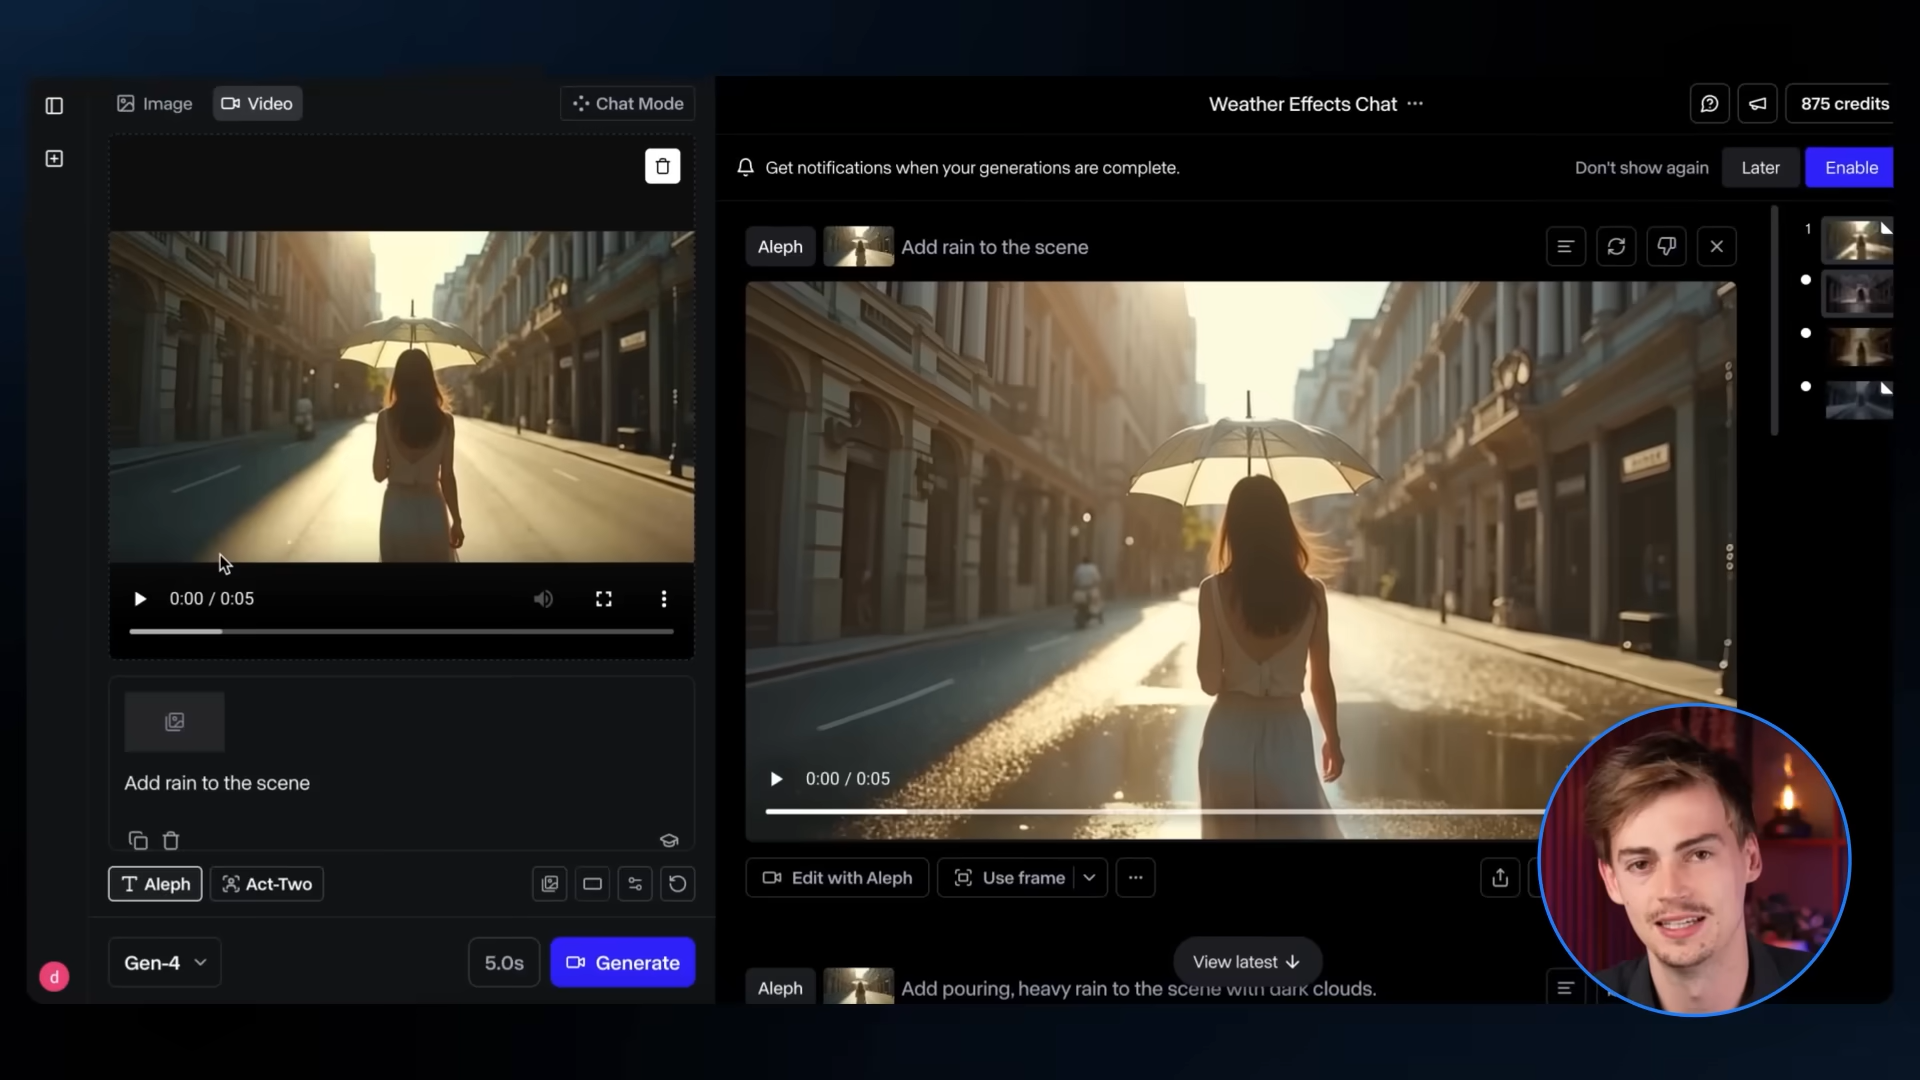 Image
Video
Chat Mode
Weather Effects Chat
875 credits
Get notifications when your generations are complete.
Don't show again
Later
Enable
Aleph
Add rain to the scene
1
0:00 / 0:05
0:00 / 0:05
Add rain to the scene
Aleph
Act-Two
Edit with Aleph
Use frame
Gen-4
5.0s
Generate
View latest
d
Aleph
Add pouring, heavy rain to the scene with dark clouds.